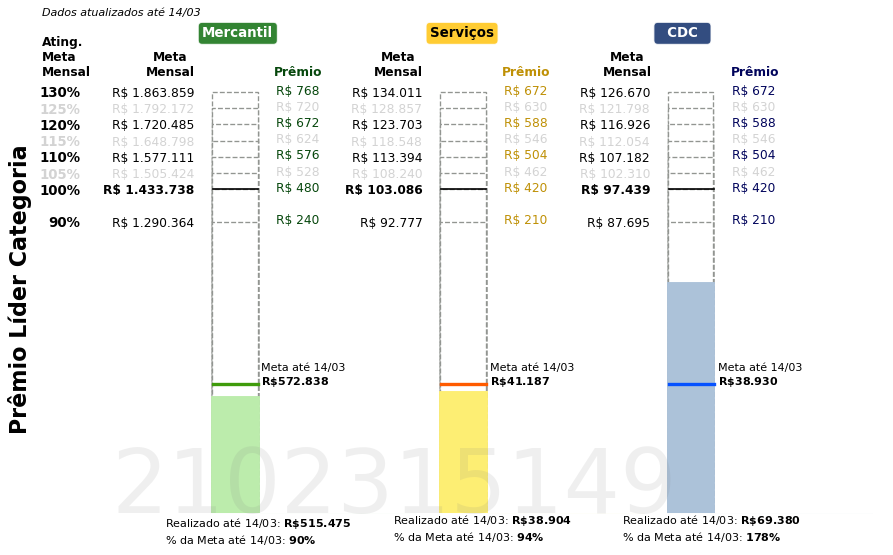 Dados atualizados até 14/03
Mercantil Serviços CDC
Ating. Meta Mensal Meta Mensal Prêmio Meta Mensal Prêmio Meta Mensal Prêmio
130% R$ 1.863.859 R$ 768 R$ 134.011 R$ 672 R$ 126.670 R$ 672
125% R$ 1.792.172 R$ 720 R$ 128.857 R$ 630 R$ 121.798 R$ 630
120% R$ 1.720.485 R$ 672 R$ 123.703 R$ 588 R$ 116.926 R$ 588
115% R$ 1.648.798 R$ 624 R$ 118.548 R$ 546 R$ 112.054 R$ 546
110% R$ 1.577.111 R$ 576 R$ 113.394 R$ 504 R$ 107.182 R$ 504
105% R$ 1.505.424 R$ 528 R$ 108.240 R$ 462 R$ 102.310 R$ 462
100% R$ 1.433.738 R$ 480 R$ 103.086 R$ 420 R$ 97.439 R$ 420
90% R$ 1.290.364 R$ 240 R$ 92.777 R$ 210 R$ 87.695 R$ 210
Prêmio Líder Categoria
Meta até 14/03 Meta até 14/03 Meta até 14/03
R$572.838 R$41.187 R$38.930
2102315149
Realizado até 14/03: R$515.475 Realizado até 14/03: R$38.904 Realizado até 14/03: R$69.380
% da Meta até 14/03: 90% % da Meta até 14/03: 94% % da Meta até 14/03: 178%